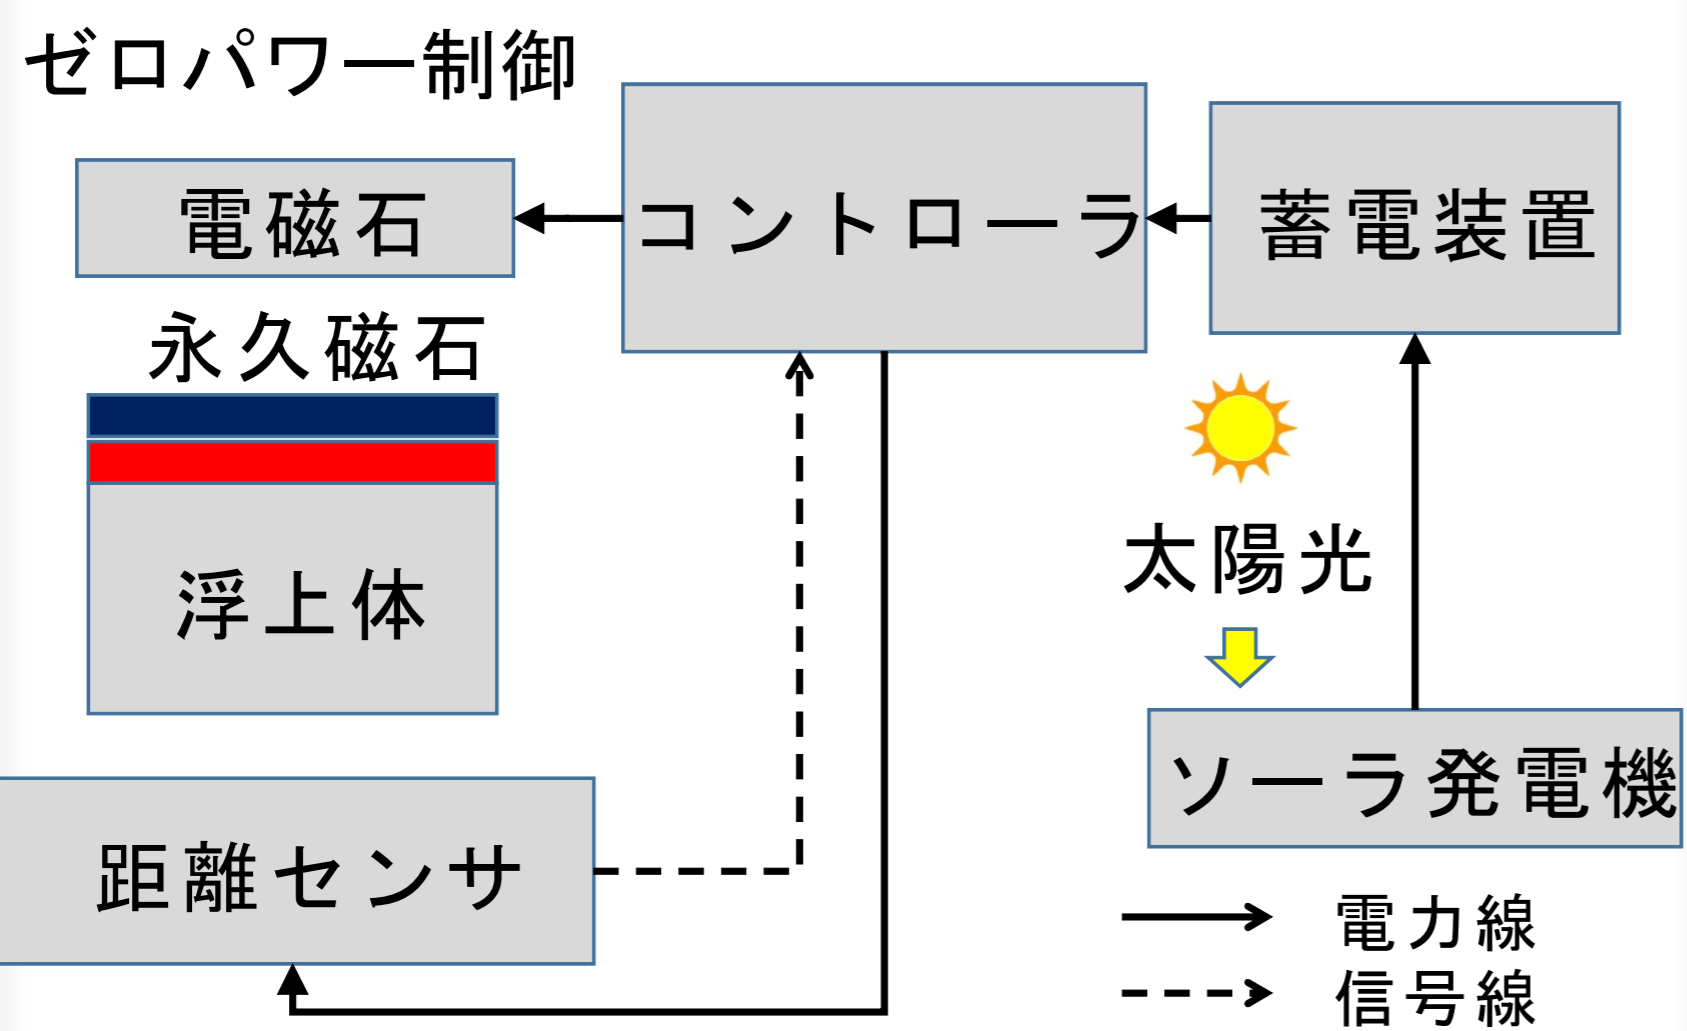 ゼロパワー制御
電磁石
コントローラ
蓄電装置
永久磁石
浮上体
太陽光
ソーラ発電機
距離センサ
電力線
信号線